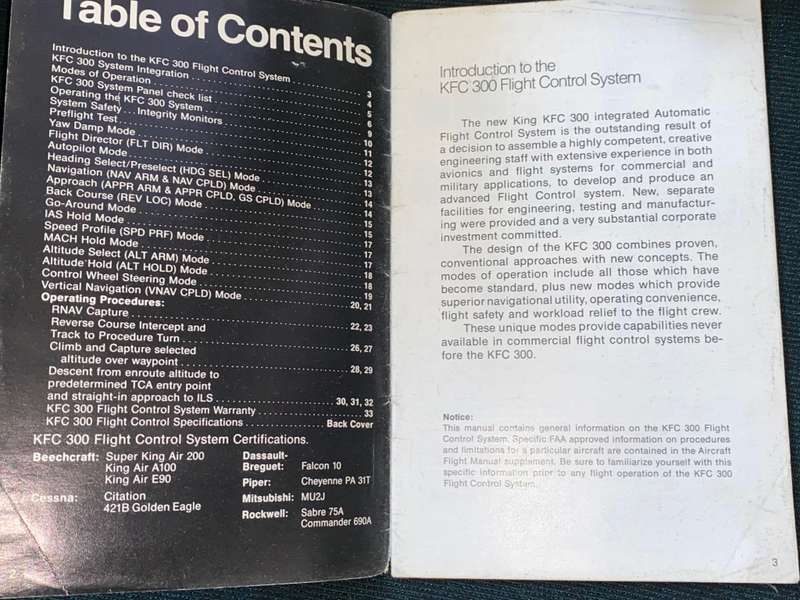 Table of Contents
Introduction to the KFC 300 Flight Control System 3
KFC 300 System Integration 4
Modes of Operation 5
KFC 300 System Panel check list 6
Operating the KFC 300 System 9
System Safety . . . Integrity Monitors 10
Preflight Test 11
Yaw Damp Mode 12
Flight Director (FLT DIR) Mode 12
Autopilot Mode 13
Heading Select/Preselect (HDG SEL) Mode 13
Navigation (NAV ARM & NAV CPLD) Mode 14
Approach (APPR ARM & APPR CPLD, GS CPLD) Mode 14
Back Course (REV LOC) Mode 15
Go-Around Mode 15
IAS Hold Mode 17
Speed Profile (SPD PRF) Mode 17
MACH Hold Mode 17
Altitude Select (ALT ARM) Mode 18
Altitude Hold (ALT HOLD) Mode 18
Control Wheel Steering Mode 19
Vertical Navigation (VNAV CPLD) Mode 20, 21
Operating Procedures:
RNAV Capture 22, 23
Reverse Course Intercept and
Track to Procedure Turn 26, 27
Climb and Capture selected
altitude over waypoint 28, 29
Descent from enroute altitude to
predetermined TCA entry point
and straight-in approach to ILS 30, 31, 32
KFC 300 Flight Control System Warranty 33
KFC 300 Flight Control Specifications Back Cover
KFC 300 Flight Control System Certifications.
Beechcraft: Super King Air 200
King Air A100
King Air E90
Cessna: Citation
421B Golden Eagle
Dassault-
Breguet: Falcon 10
Piper: Cheyenne PA 31T
Mitsubishi: MU2J
Rockwell: Sabre 75A
Commander 690A
2
Introduction to the
KFC 300 Flight Control System
The new King KFC 300 integrated Automatic
Flight Control System is the outstanding result of
a decision to assemble a highly competent, creative
engineering staff with extensive experience in both
avionics and flight systems for commercial and
military applications, to develop and produce an
advanced Flight Control system. New, separate
facilities for engineering, testing and manufactur-
ing were provided and a very substantial corporate
investment committed.
The design of the KFC 300 combines proven,
conventional approaches with new concepts. The
modes of operation include all those which have
become standard, plus new modes which provide
superior navigational utility, operating convenience,
flight safety and workload relief to the flight crew.
These unique modes provide capabilities never
available in commercial flight control systems be-
fore the KFC 300.
Notice:
This manual contains general information on the KFC 300 Flight
Control System. Specific FAA approved information on procedures
and limitations for a particular aircraft are contained in the Aircraft
Flight Manual supplement. Be sure to familiarize yourself with this
specific information prior to any flight operation of the KFC 300
Flight Control System.
3